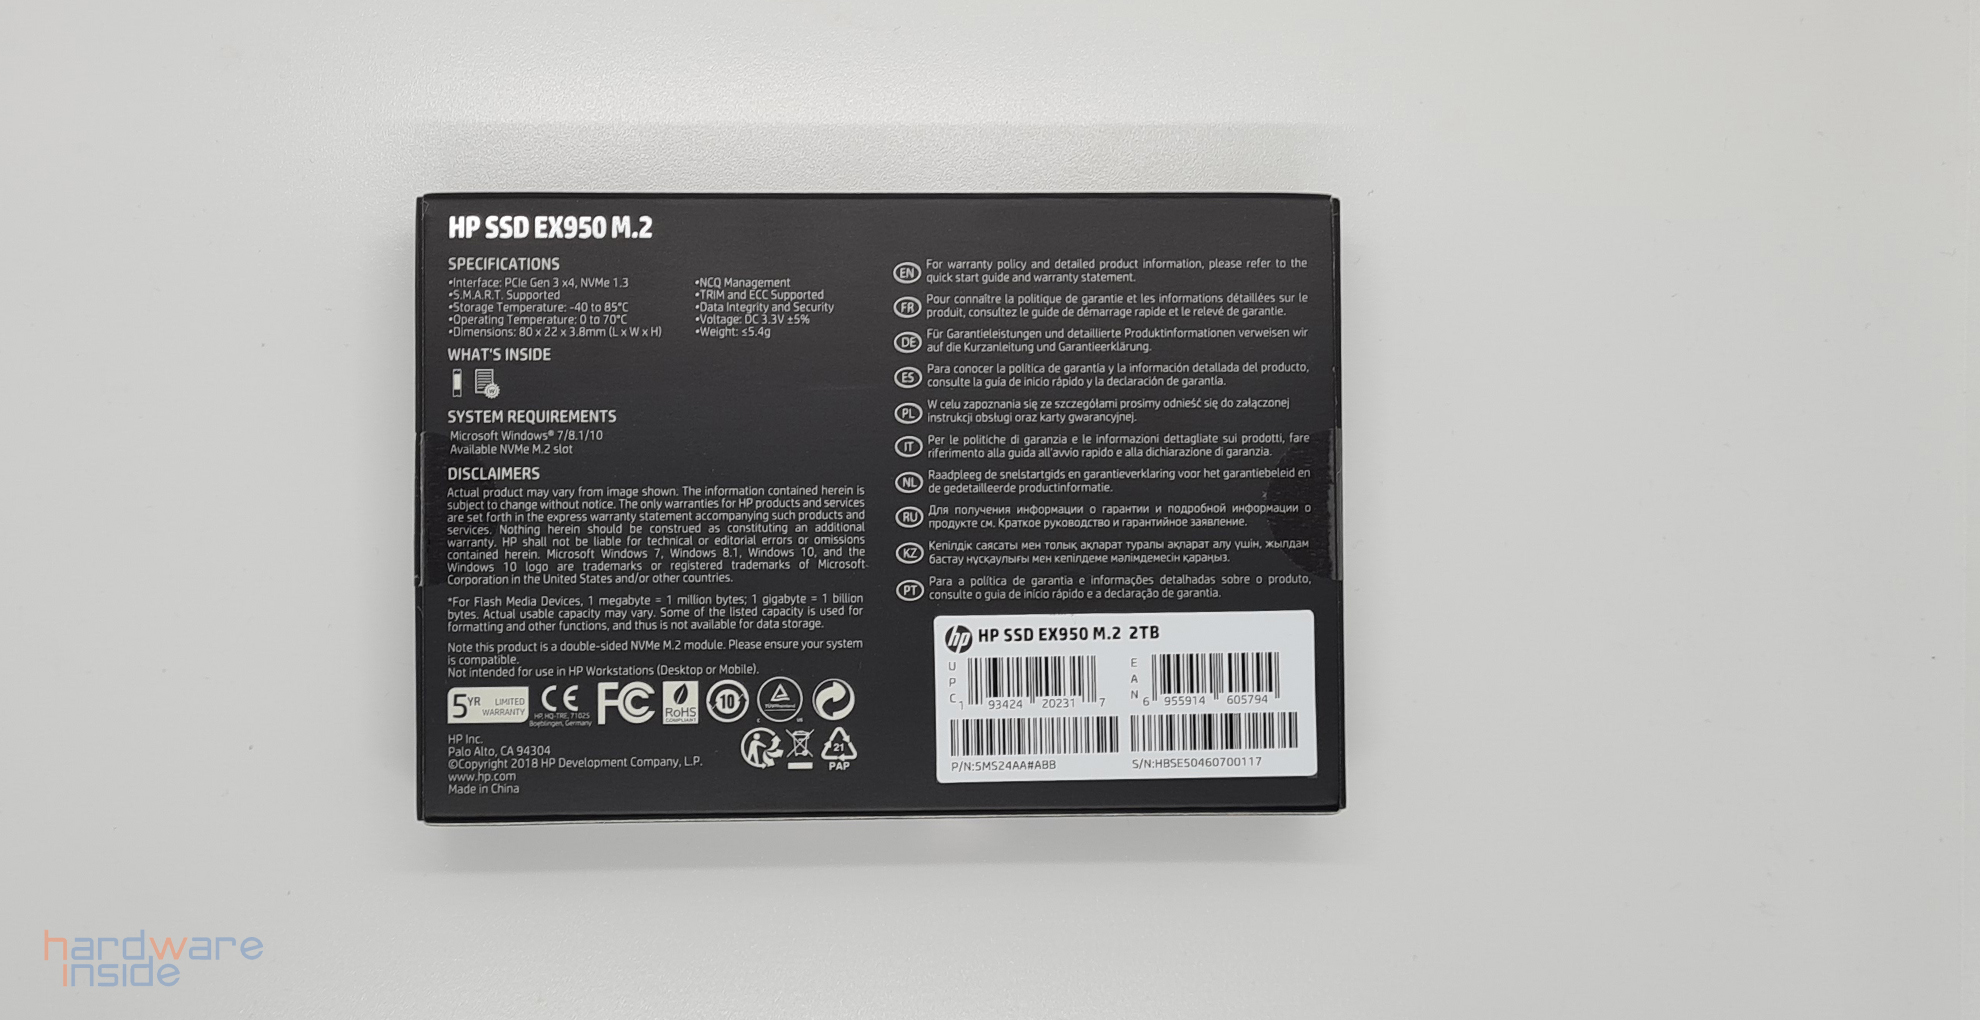 HP SSD EX950 M.2
SPECIFICATIONS
•Interface: PCIe Gen 3 x4, NVMe 1.3
•S.M.A.R.T. Supported
•Storage Temperature: -40 to 85°C
•Operating Temperature: 0 to 70°C
•Dimensions: 80 x 22 x 3.8mm (L x W x H)
•NCQ Management
•TRIM and ECC Supported
•Data Integrity and Security
•Voltage: DC 3.3V ±5%
•Weight: ≤5.4g
WHAT'S INSIDE
SYSTEM REQUIREMENTS
Microsoft Windows® 7/8.1/10
Available NVMe M.2 slot
DISCLAIMERS
Actual product may vary from image shown. The information contained herein is
subject to change without notice. The only warranties for HP products and services
are set forth in the express warranty statement accompanying such products and
services. Nothing herein should be construed as constituting an additional
warranty. HP shall not be liable for technical or editorial errors or omissions
contained herein. Microsoft Windows 7, Windows 8.1, Windows 10, and the
Windows 10 logo are trademarks or registered trademarks of Microsoft
Corporation in the United States and/or other countries.
*For Flash Media Devices, 1 megabyte = 1 million bytes; 1 gigabyte = 1 billion
bytes. Actual usable capacity may vary. Some of the listed capacity is used for
formatting and other functions, and thus is not available for data storage.
Note this product is a double-sided NVMe M.2 module. Please ensure your system
is compatible.
Not intended for use in HP Workstations (Desktop or Mobile).
5YR LIMITED WARRANTY
CE
HP, HQ-TRE, 71025
Boeblingen, Germany
FC
RoHS
COMPLIANT
10
TÜVRheinland
C US
21
PAP
HP Inc.
Palo Alto, CA 94304
©Copyright 2018 HP Development Company, L.P.
www.hp.com
Made in China
EN For warranty policy and detailed product information, please refer to the
quick start guide and warranty statement.
FR Pour connaître la politique de garantie et les informations détaillées sur le
produit, consultez le guide de démarrage rapide et le relevé de garantie.
DE Für Garantieleistungen und detaillierte Produktinformationen verweisen wir
auf die Kurzanleitung und Garantieerklärung.
ES Para conocer la política de garantía y la información detallada del producto,
consulte la guía de inicio rápido y la declaración de garantía.
PL W celu zapoznania się ze szczegółami prosimy odnieść się do załączonej
instrukcji obsługi oraz karty gwarancyjnej.
IT Per le politiche di garanzia e le informazioni dettagliate sui prodotti, fare
riferimento alla guida all'avvio rapido e alla dichiarazione di garanzia.
NL Raadpleeg de snelstartgids en garantieverklaring voor het garantiebeleid en
de gedetailleerde productinformatie.
RU Для получения информации о гарантии и подробной информации о
продукте см. Краткое руководство и гарантийное заявление.
KZ Кепілдік саясаты мен толық ақпарат туралы ақпарат алу үшін, жылдам
бастау нұсқаулығы мен кепілдеме мәлімдемесін қараңыз.
PT Para a política de garantia e informações detalhadas sobre o produto,
consulte o guia de início rápido e a declaração de garantia.
hp HP SSD EX950 M.2 2TB
UPC
1 93424 20231 7
EAN
6 955914 605794
P/N:5MS24AA#ABB
S/N:HBSE50460700117
hardware
inside